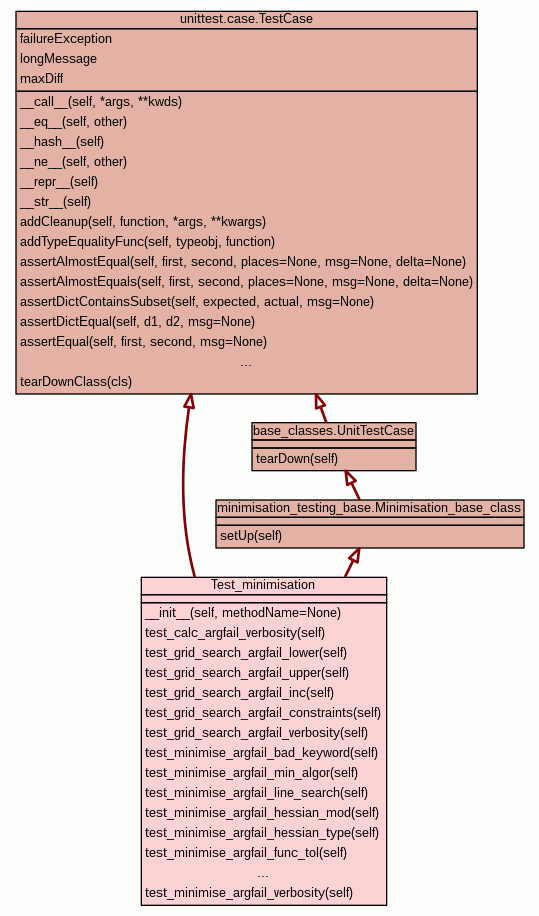 unittest.case.TestCase
failureException
longMessage
maxDiff
__call__(self, *args, **kwds)
__eq__(self, other)
__hash__(self)
__ne__(self, other)
__repr__(self)
__str__(self)
addCleanup(self, function, *args, **kwargs)
addTypeEqualityFunc(self, typeobj, function)
assertAlmostEqual(self, first, second, places=None, msg=None, delta=None)
assertAlmostEquals(self, first, second, places=None, msg=None, delta=None)
assertDictContainsSubset(self, expected, actual, msg=None)
assertDictEqual(self, d1, d2, msg=None)
assertEqual(self, first, second, msg=None)
...
tearDownClass(cls)
base_classes.UnitTestCase
tearDown(self)
minimisation_testing_base.Minimisation_base_class
setUp(self)
Test_minimisation
__init__(self, methodName=None)
test_calc_argfail_verbosity(self)
test_grid_search_argfail_lower(self)
test_grid_search_argfail_upper(self)
test_grid_search_argfail_inc(self)
test_grid_search_argfail_constraints(self)
test_grid_search_argfail_verbosity(self)
test_minimise_argfail_bad_keyword(self)
test_minimise_argfail_min_algor(self)
test_minimise_argfail_line_search(self)
test_minimise_argfail_hessian_mod(self)
test_minimise_argfail_hessian_type(self)
test_minimise_argfail_func_tol(self)
...
test_minimise_argfail_verbosity(self)